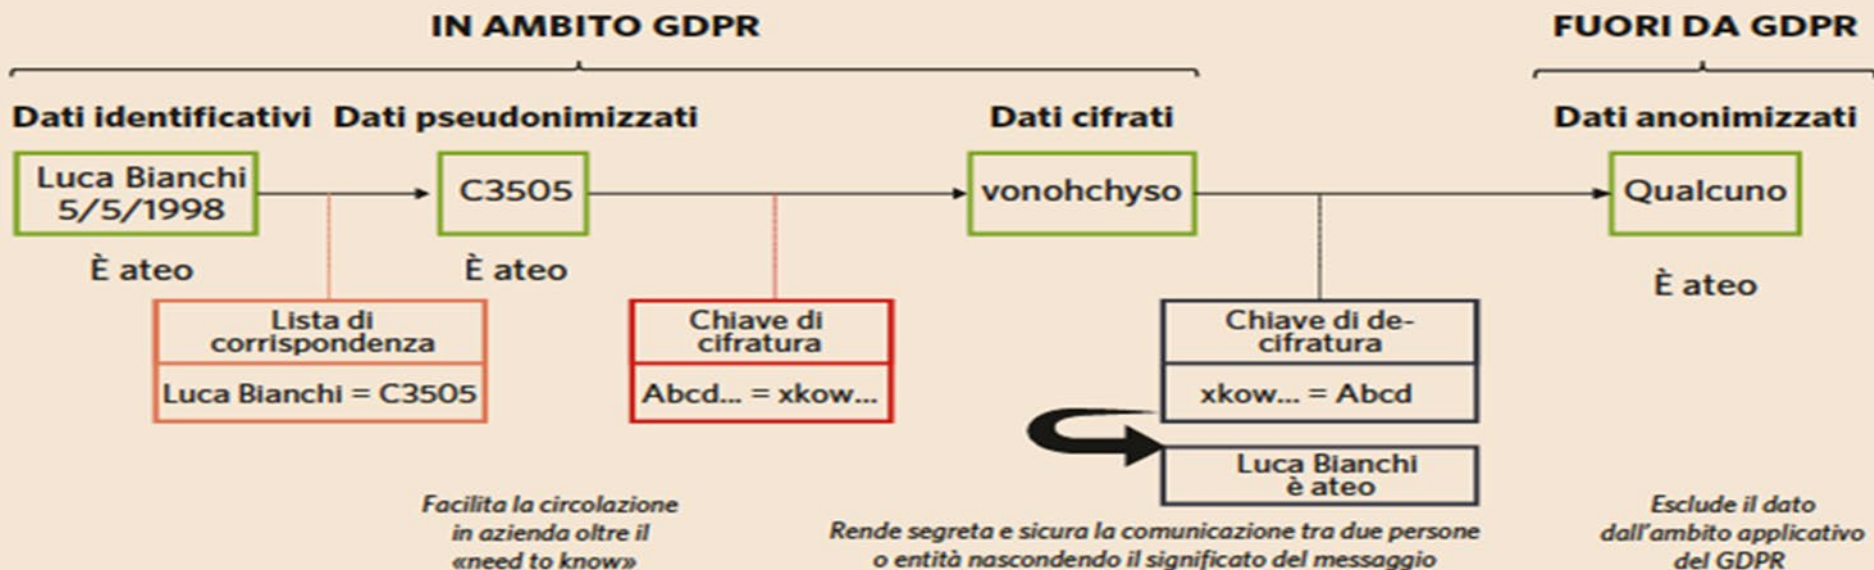 IN AMBITO GDPR
FUORI DA GDPR
Dati identificativi
Dati pseudonimizzati
Dati cifrati
Dati anonimizzati
Luca Bianchi
5/5/1998
C3505
vonohchyso
Qualcuno
È ateo
È ateo
È ateo
Lista di
corrispondenza
Luca Bianchi = C3505
Chiave di
cifratura
Abcd... = xkow...
Chiave di de-
cifratura
xkow... = Abcd
Luca Bianchi
è ateo
Facilita la circolazione
in azienda oltre il
«need to know»
Rende segreta e sicura la comunicazione tra due persone
o entità nascondendo il significato del messaggio
Esclude il dato
dall'ambito applicativo
del GDPR